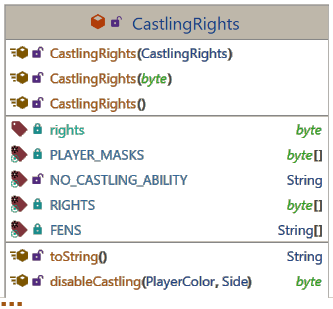 CastlingRights
CastlingRights(CastlingRights)
CastlingRights(byte)
CastlingRights()
rights byte
PLAYER_MASKS byte[]
NO_CASTLING_ABILITY String
RIGHTS byte[]
FENS String[]
toString() String
disableCastling(PlayerColor, Side) byte